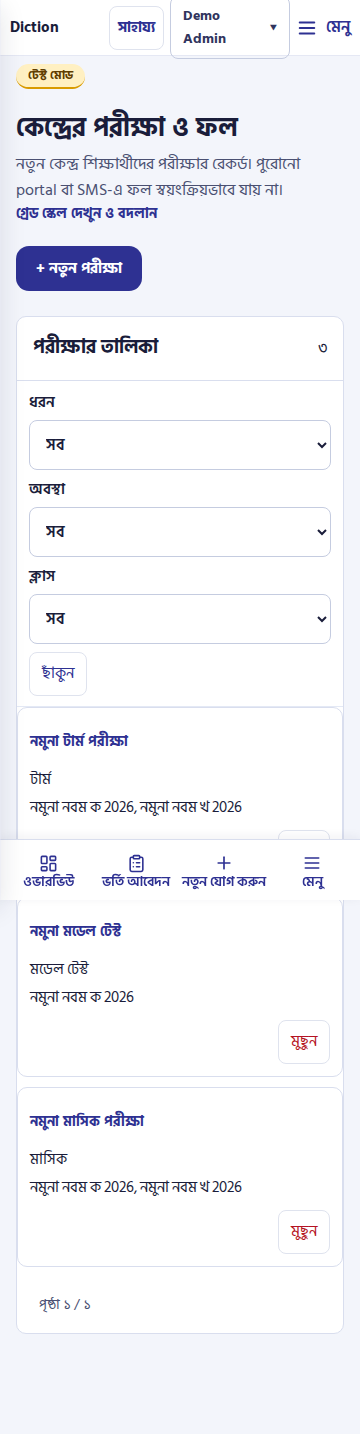 Diction
সাহায্য
Demo Admin
মেনু
টেস্ট মোড
কেন্দ্রের পরীক্ষা ও ফল
নতুন কেন্দ্র শিক্ষার্থীদের পরীক্ষার রেকর্ড। পুরোনো
portal বা SMS-এ ফল স্বয়ংক্রিয়ভাবে যায় না।
গ্রেড স্কেল দেখুন ও বদলান
+ নতুন পরীক্ষা
পরীক্ষার তালিকা
৩
ধরন
সব
অবস্থা
সব
ক্লাস
সব
ছাঁকুন
নমুনা টার্ম পরীক্ষা
টার্ম
নমুনা নবম ক 2026, নমুনা নবম খ 2026
ওভারভিউ
ভর্তি আবেদন
নতুন যোগ করুন
মেনু
নমুনা মডেল টেস্ট
মডেল টেস্ট
নমুনা নবম ক 2026
মুছুন
নমুনা মাসিক পরীক্ষা
মাসিক
নমুনা নবম ক 2026, নমুনা নবম খ 2026
মুছুন
পৃষ্ঠা ১ / ১